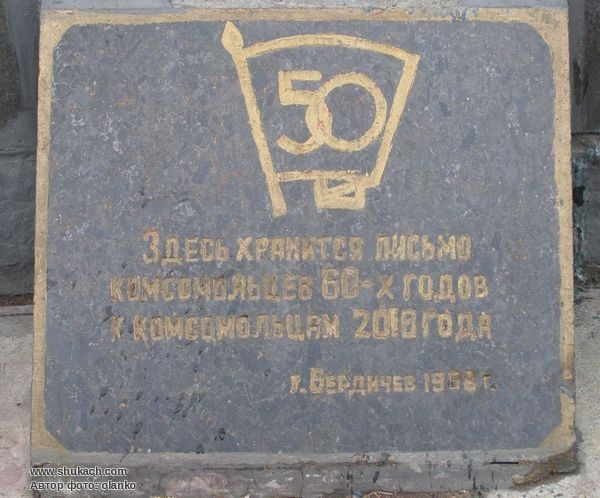 50
Здесь хранится письмо
комсомольцев 60-х годов
к комсомольцам 2018 года
г. Бердичев 1968 г.
www.shukach.com
Автор фото: olanko